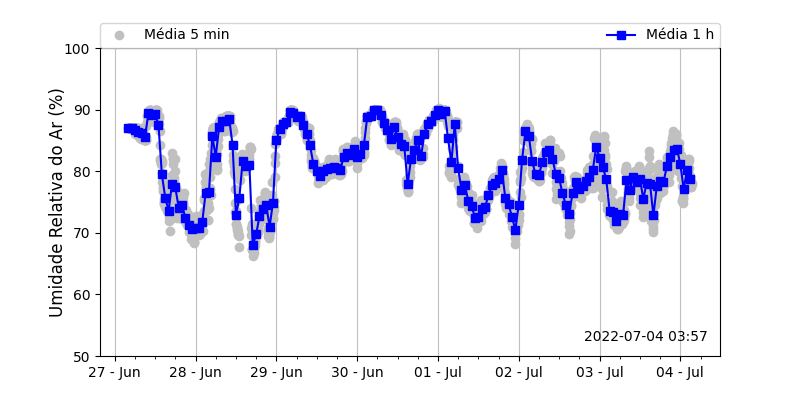 Média 5 min
Média 1 h
Umidade Relativa do Ar (%)
100
90
80
70
60
50
2022-07-04 03:57
27 - Jun
28 - Jun
29 - Jun
30 - Jun
01 - Jul
02 - Jul
03 - Jul
04 - Jul